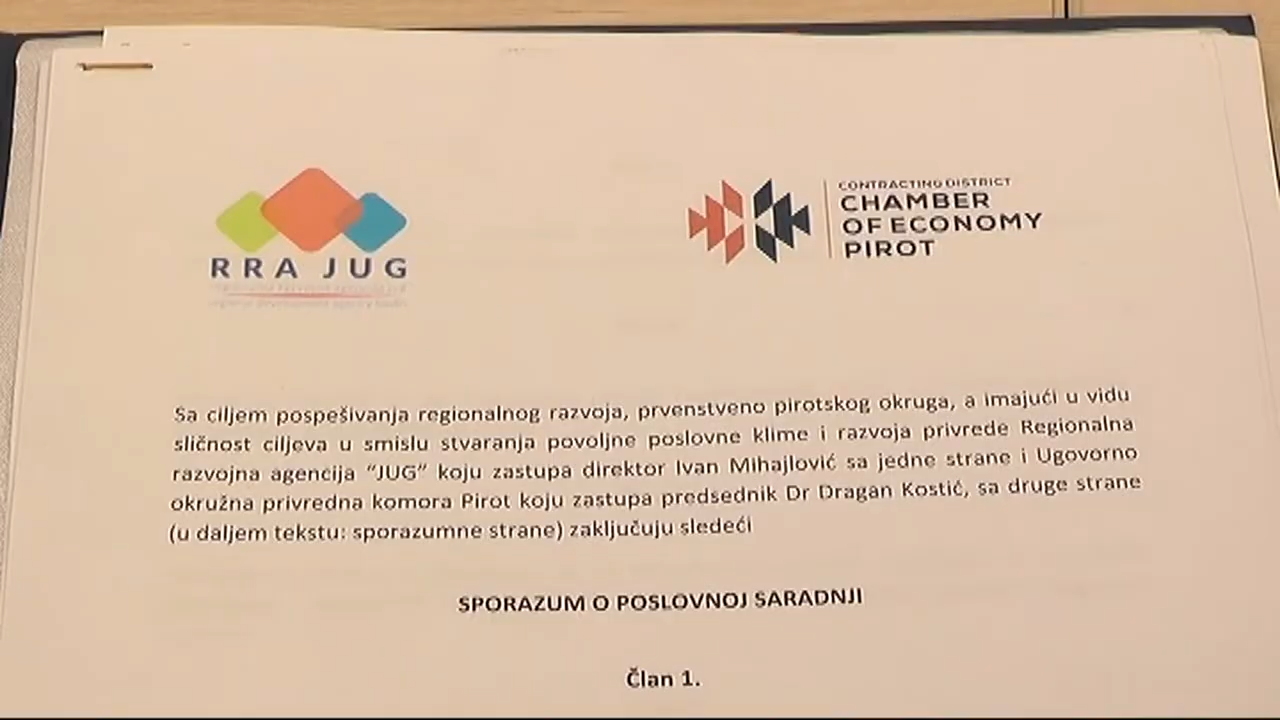 RRA JUG
CONTRACTING DISTRICT
CHAMBER
OF ECONOMY
PIROT
Sa ciljem pospešivanja regionalnog razvoja, prvenstveno pirotskog okruga, a imajući u vidu
sličnost ciljeva u smislu stvaranja povoljne poslovne klime i razvoja privrede Regionalna
razvojna agencija “JUG” koju zastupa direktor Ivan Mihajlović sa jedne strane i Ugovorno
okružna privredna komora Pirot koju zastupa predsednik Dr Dragan Kostić, sa druge strane
(u daljem tekstu: sporazumne strane) zaključuju sledeći
SPORAZUM O POSLOVNOJ SARADNJI
Član 1.